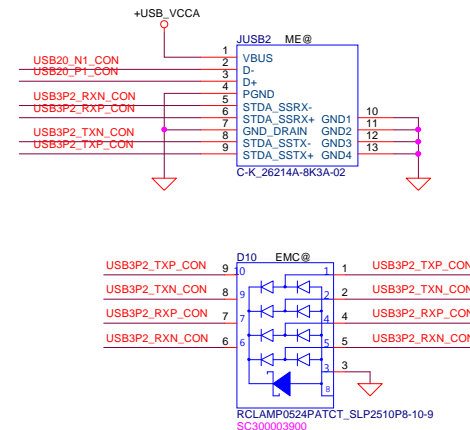 +USB_VCCA
JUSB2 ME@
1 VBUS
USB20_N1_CON 2 D-
USB20_P1_CON 3 D+
4 PGND
USB3P2_RXN_CON 5 STDA_SSRX-
USB3P2_RXP_CON 6 STDA_SSRX+ GND1 10
7 GND_DRAIN GND2 11
USB3P2_TXN_CON 8 STDA_SSTX- GND3 12
USB3P2_TXP_CON 9 STDA_SSTX+ GND4 13
C-K_26214A-8K3A-02
D10 EMC@
USB3P2_TXP_CON 9 10 1 1 USB3P2_TXP_CON
USB3P2_TXN_CON 8 9 2 2 USB3P2_TXN_CON
USB3P2_RXP_CON 7 7 4 4 USB3P2_RXP_CON
USB3P2_RXN_CON 6 6 5 5 USB3P2_RXN_CON
3 3
8
RCLAMP0524PATCT_SLP2510P8-10-9
SC300003900